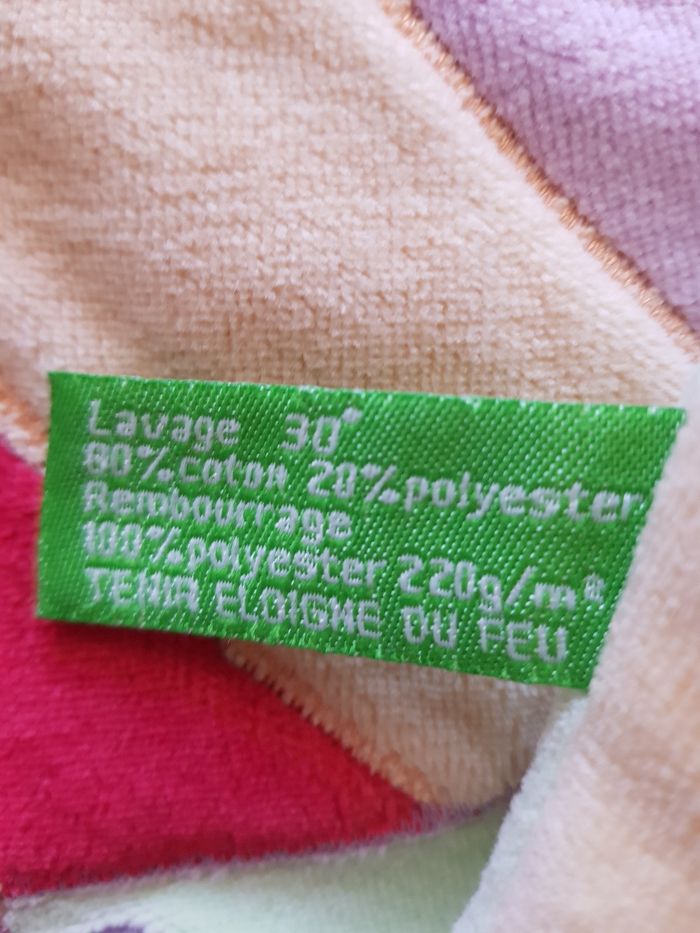 Lavage 30°
80%coton 20%polyester
Rembourrage
100%polyester 220g/m²
TENIR ELOIGNE DU FEU